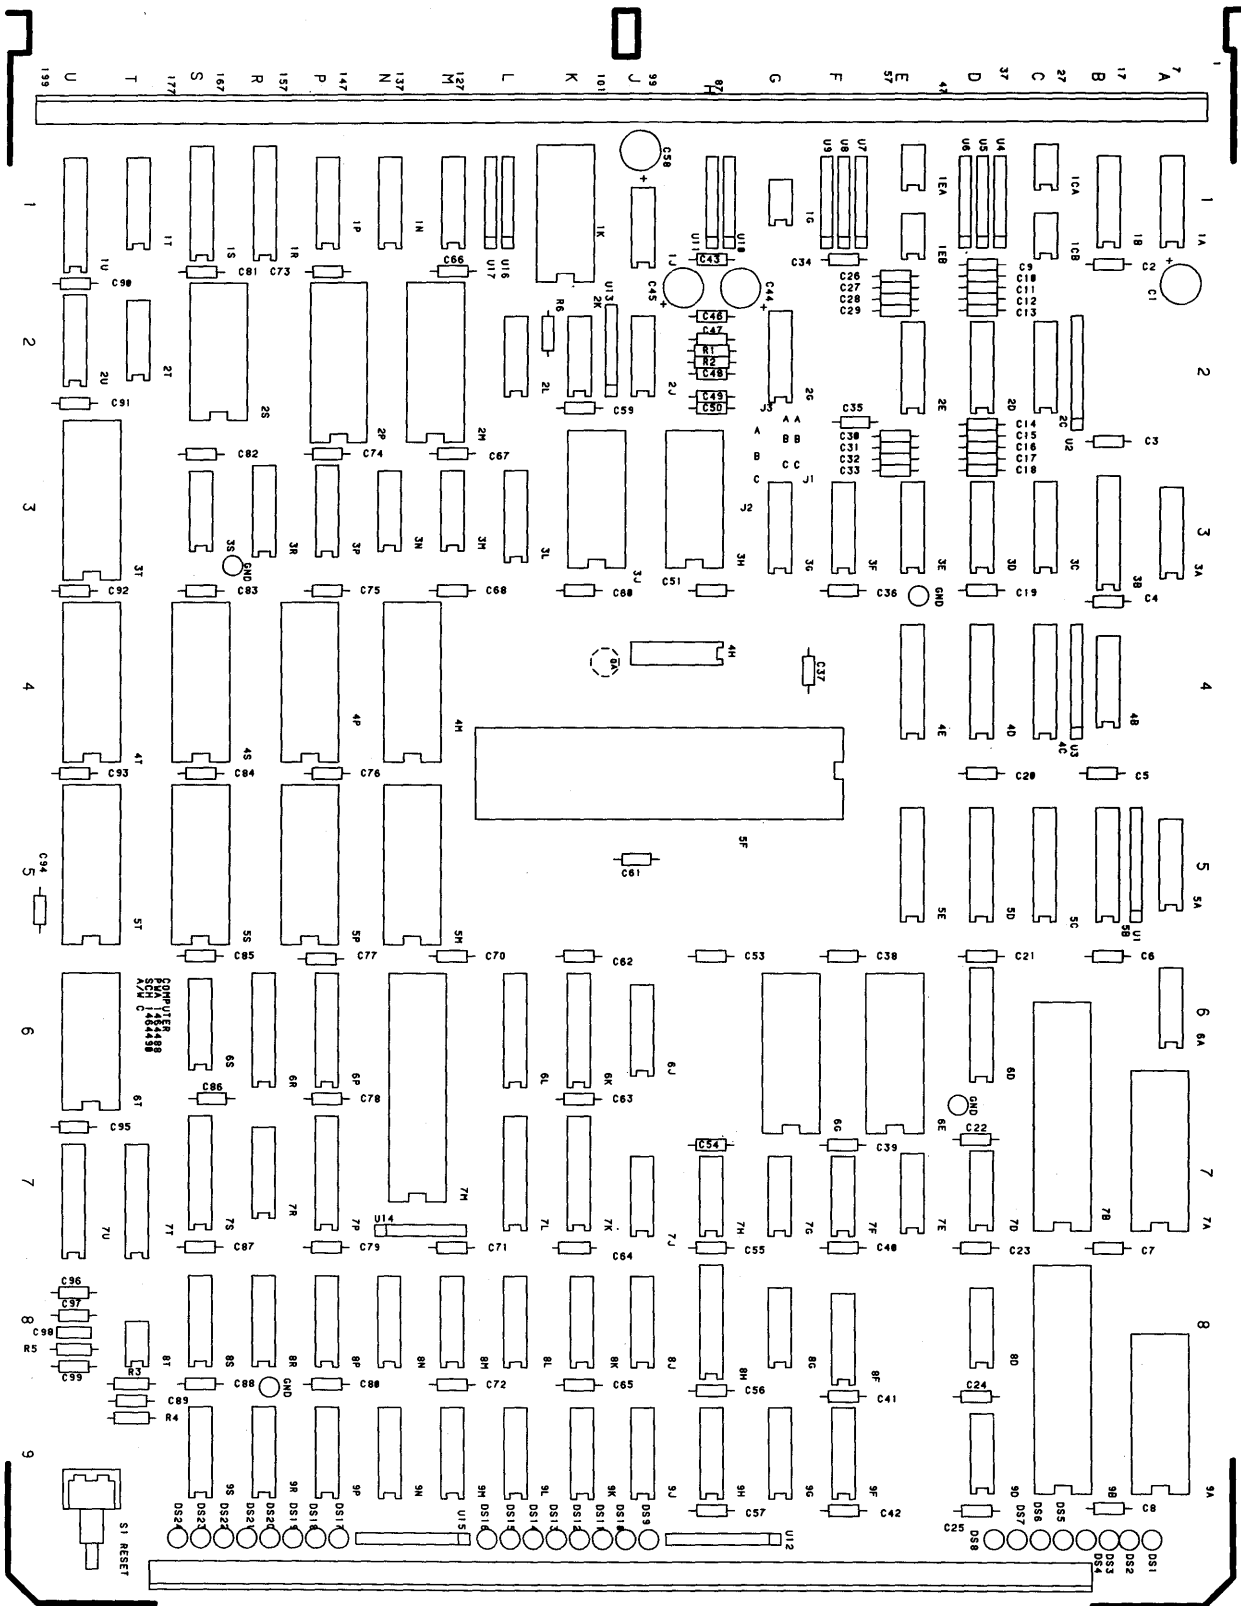 199 U T S 177 167 R 157 P 147 N 137 M 127 L K 101 J 99 H 87 G F 57 E 47 D 37 C 27 B 17 A 7 1
C58
U17 U16 U11 U10 U9 U8 U7 U6 U5 U4
1
1U 1T 1S 1R 1P 1N 1K 1J 1G 1EA 1EB 1CA 1CB 1B 1A
1
C90 C81 C73 C66 C43 C34 C9 C2
C26 C10
C27 C11
C28 C12
C29 C13
C45 C44 C1
U13 2K R6
C46
C47
R1
R2
C48
C49
C50
2
2U 2T 2S 2P 2M 2L 2J 2G 2E 2D 2C U2
2
C91 C59 C35
J3
A A A
B B B
C C C
J1
J2
C30 C14
C31 C15
C32 C16
C33 C17
C18
C3
C82 C74 C67
3
3T 3S 3R 3P 3N 3M 3L 3J 3H 3G 3F 3E 3D 3C 3B 3A
3
GND GND
C92 C83 C75 C68 C60 C51 C36 C19 C4
4H
C37
4
4T 4S 4P 4M 4E 4D 4C U3 4B
4
C93 C84 C76 C20 C5
5F
C61
C94
5
5T 5S 5P 5M 5E 5D 5C 5B U1 5A
5
C85 C77 C70 C62 C53 C38 C21 C6
COMPUTER
PWA 1464488
SCH 1464490
A/W C
6
6T 6S 6R 6P 6L 6K 6J 6G 6E 6D 6A
6
C95 C86 C78 C63 C54 C39 C22
GND
7
7U 7T 7S 7R 7P 7M 7L 7K 7J 7H 7G 7F 7E 7D 7B 7A
7
U14
C87 C79 C71 C64 C55 C40 C23 C7
C96
C97
C98
R5
C99
8
8T 8S 8R 8P 8N 8M 8L 8K 8J 8H 8G 8F 8D
8
R3
C89
R4
C88 GND C80 C72 C65 C56 C41 C24
9
9S 9R 9P 9N 9M 9L 9K 9J 9H 9G 9F 9D 9B 9A
C57 C42 C25 C8
S1 RESET
DS24 DS23 DS22 DS21 DS20 DS19 DS18 DS17 U15 DS16 DS15 DS14 DS13 DS12 DS11 DS10 DS9 U12 DS8 DS7 DS6 DS5 DS4 DS3 DS2 DS1